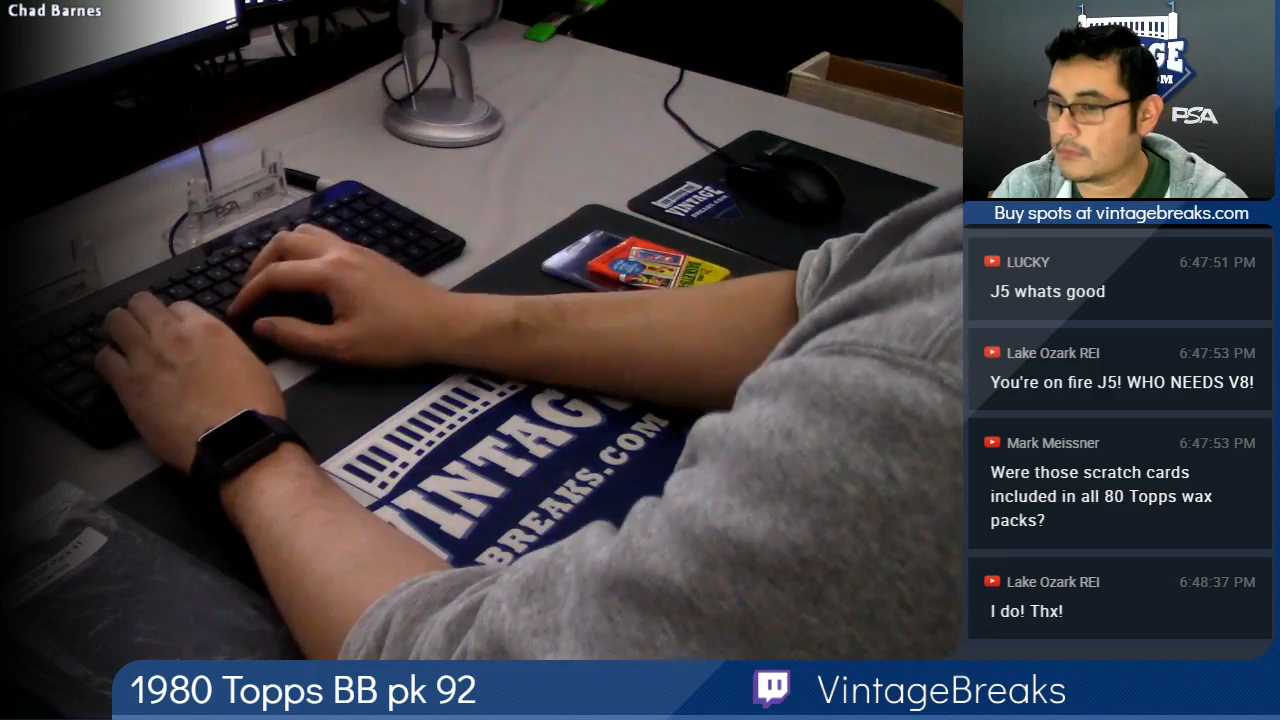 Chad Barnes
VINTAGE
BREAKS.COM
VINTAGE
PSA
Buy spots at vintagebreaks.com
LUCKY 6:47:51 PM
J5 whats good
Lake Ozark REI 6:47:53 PM
You're on fire J5! WHO NEEDS V8!
Mark Meissner 6:47:53 PM
Were those scratch cards
included in all 80 Topps wax
packs?
Lake Ozark REI 6:48:37 PM
I do! Thx!
1980 Topps BB pk 92
VintageBreaks